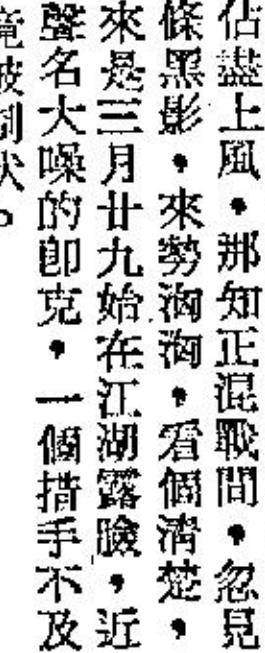 佔盡上風，那知正混戰間，忽見
條黑影，來勢洶洶，看個清楚，
來是三月廿九始在江湖露臉，近
聲名大噪的卽克，一個措手不及
竟被刺伏。